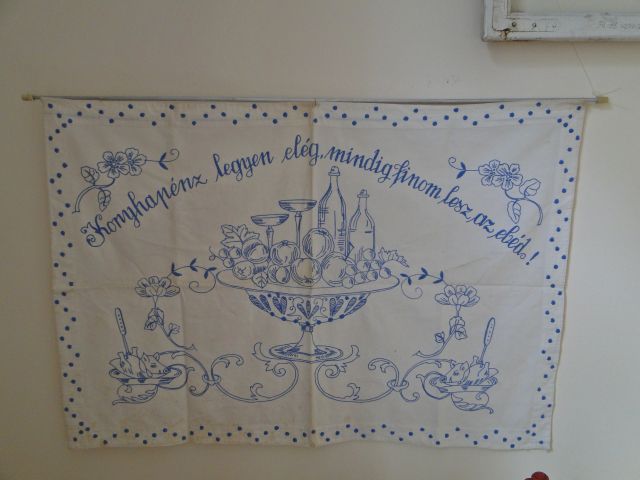 Konyhapénz legyen elég, mindig finom lesz, az, ebéd!